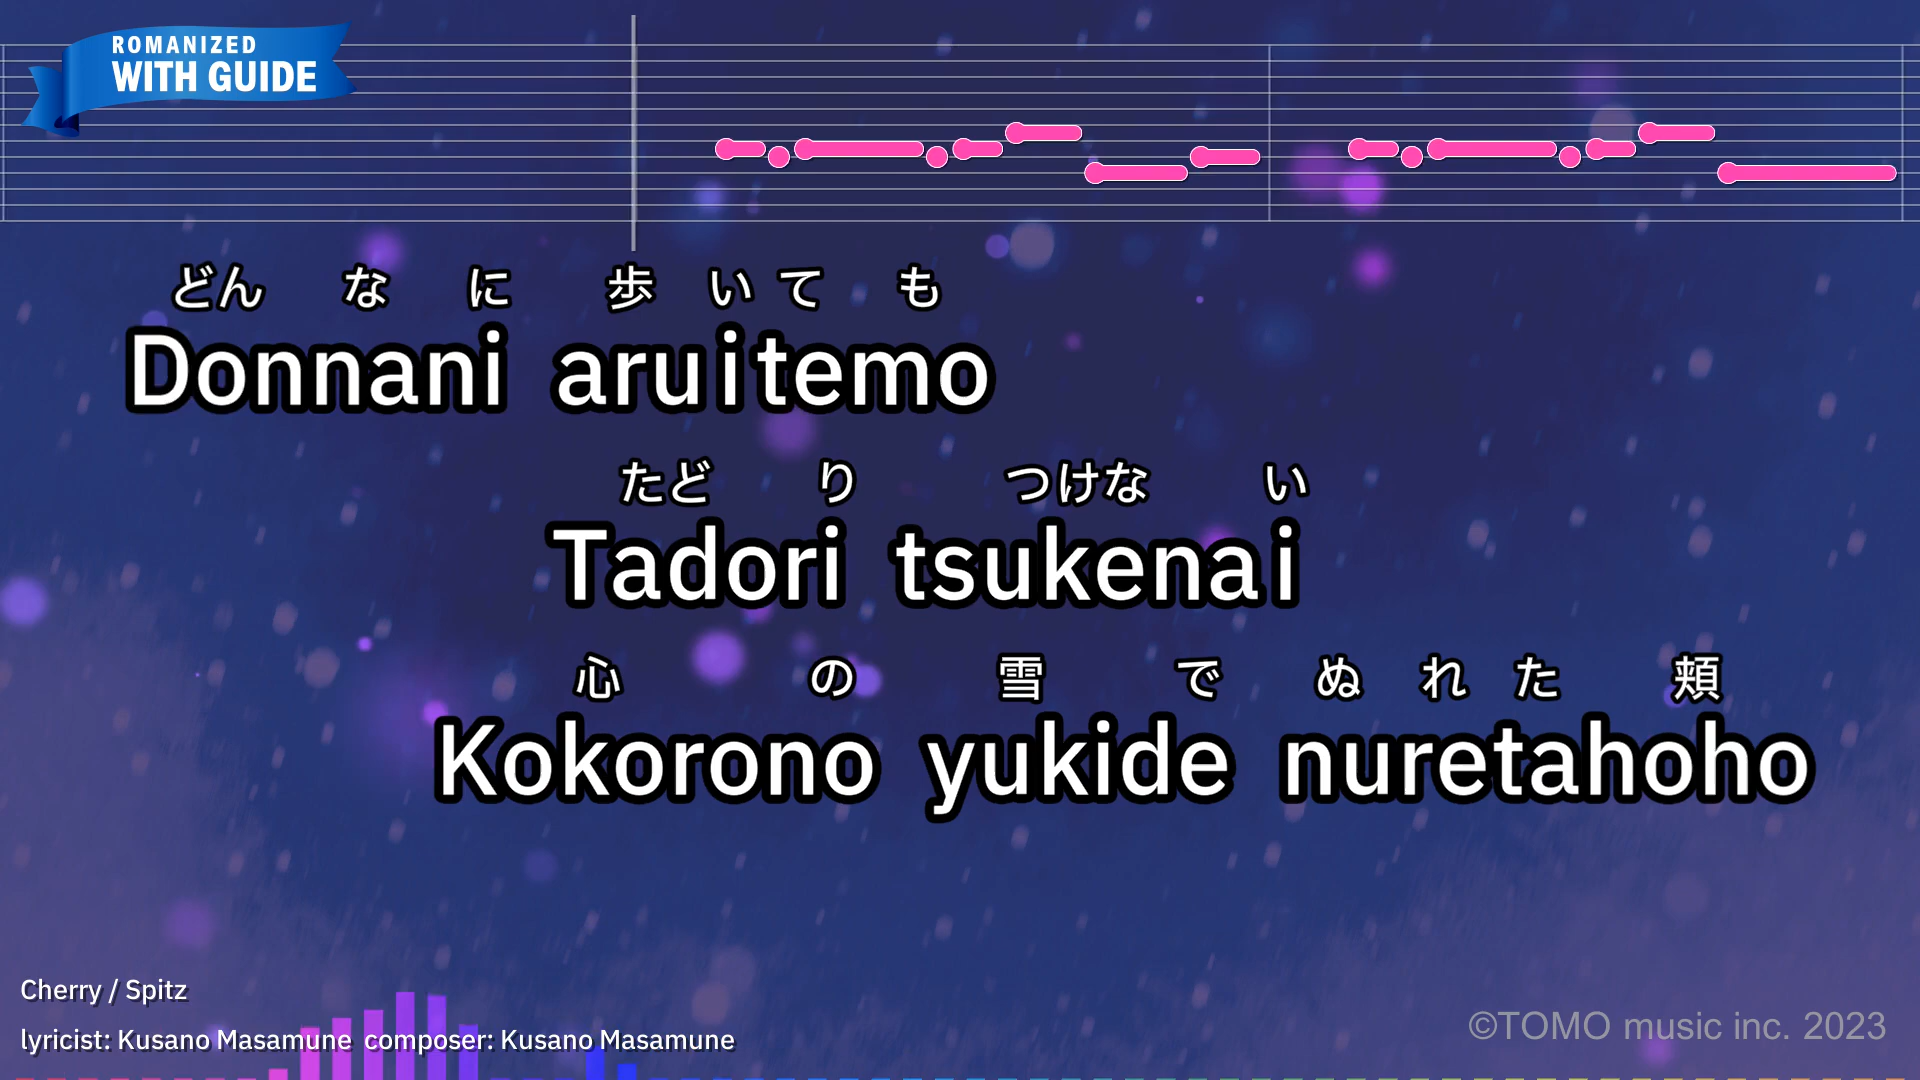 ROMANIZED
WITH GUIDE
どんなに歩いても
Donnani aruitemo
たどりつけない
Tadori tsukenai
心の雪でぬれた頬
Kokorono yukide nuretahoho
Cherry / Spitz
lyricist: Kusano Masamune composer: Kusano Masamune
©TOMO music inc. 2023